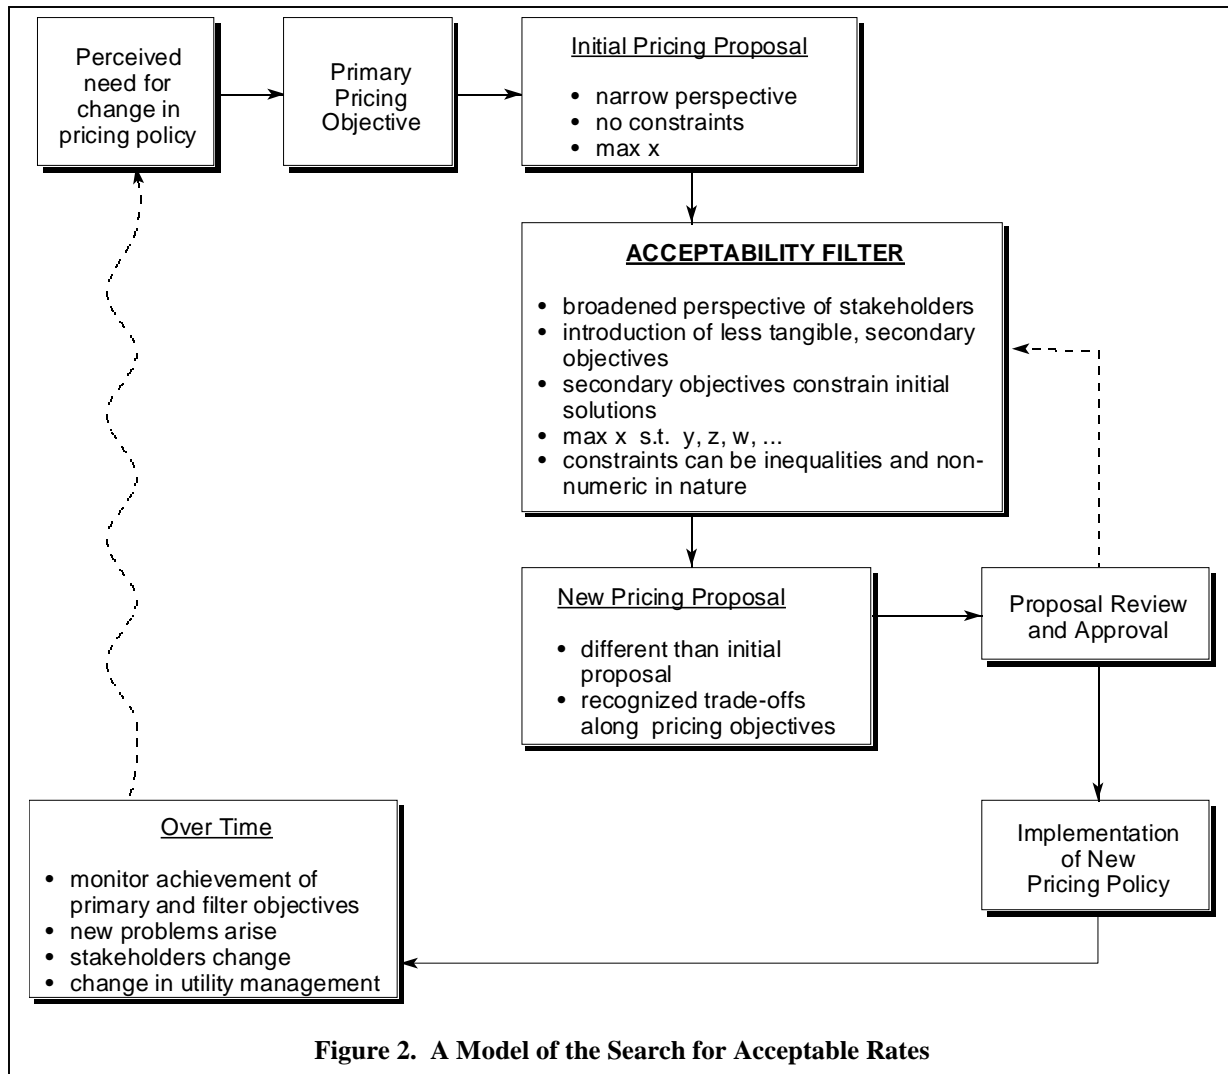 Perceived
need for
change in
pricing policy
Primary
Pricing
Objective
Initial Pricing Proposal
• narrow perspective
• no constraints
• max x
ACCEPTABILITY FILTER
• broadened perspective of stakeholders
• introduction of less tangible, secondary
objectives
• secondary objectives constrain initial
solutions
• max x s.t. y, z, w, ...
• constraints can be inequalities and non-
numeric in nature
New Pricing Proposal
• different than initial
proposal
• recognized trade-offs
along pricing objectives
Proposal Review
and Approval
Implementation
of New
Pricing Policy
Over Time
• monitor achievement of
primary and filter objectives
• new problems arise
• stakeholders change
• change in utility management
Figure 2. A Model of the Search for Acceptable Rates